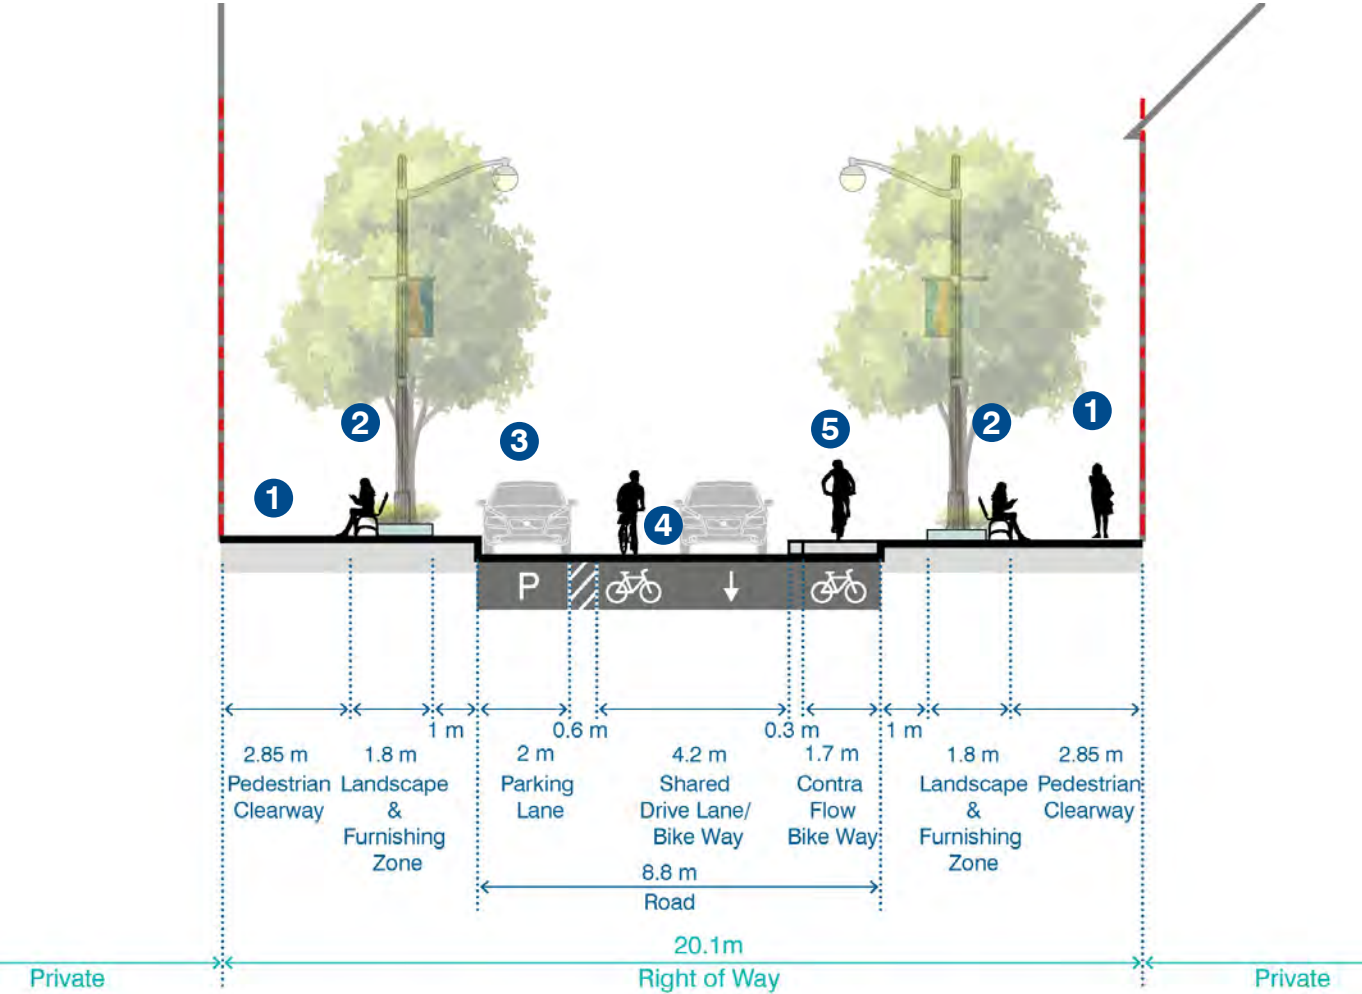 1
2
3
4
5
2
1
P
1 m
0.6 m
0.3 m
1 m
2.85 m
Pedestrian
Clearway
1.8 m
Landscape
&
Furnishing
Zone
2 m
Parking
Lane
4.2 m
Shared
Drive Lane/
Bike Way
1.7 m
Contra
Flow
Bike Way
1.8 m
Landscape
&
Furnishing
Zone
2.85 m
Pedestrian
Clearway
8.8 m
Road
20.1m
Private
Right of Way
Private